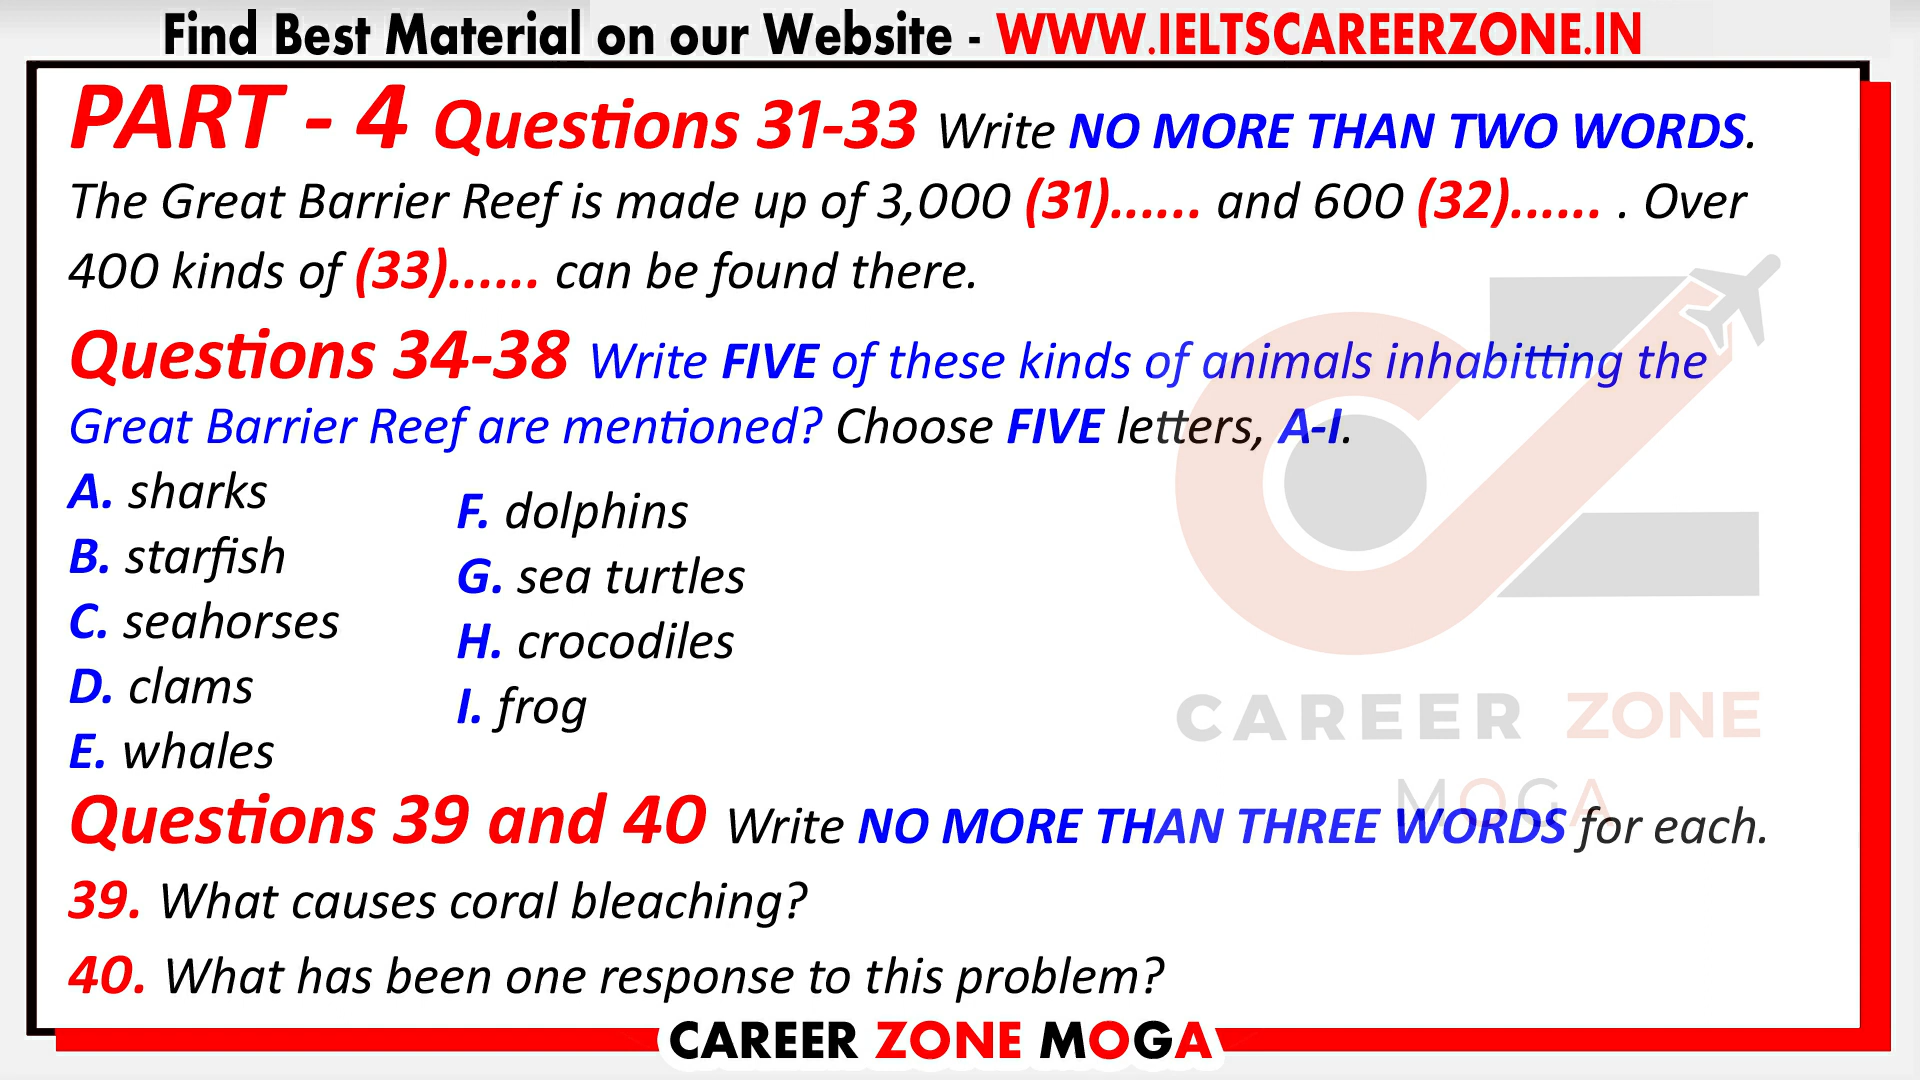 Find Best Material on our Website - WWW.IELTSCAREERZONE.IN
PART - 4 Questions 31-33 Write NO MORE THAN TWO WORDS.
The Great Barrier Reef is made up of 3,000 (31)...... and 600 (32)...... . Over
400 kinds of (33)...... can be found there.
Questions 34-38 Write FIVE of these kinds of animals inhabitting the
Great Barrier Reef are mentioned? Choose FIVE letters, A-I.
A. sharks
B. starfish
C. seahorses
D. clams
E. whales
F. dolphins
G. sea turtles
H. crocodiles
I. frog
CAREER ZONE
MOGA
Questions 39 and 40 Write NO MORE THAN THREE WORDS for each.
39. What causes coral bleaching?
40. What has been one response to this problem?
CAREER ZONE MOGA